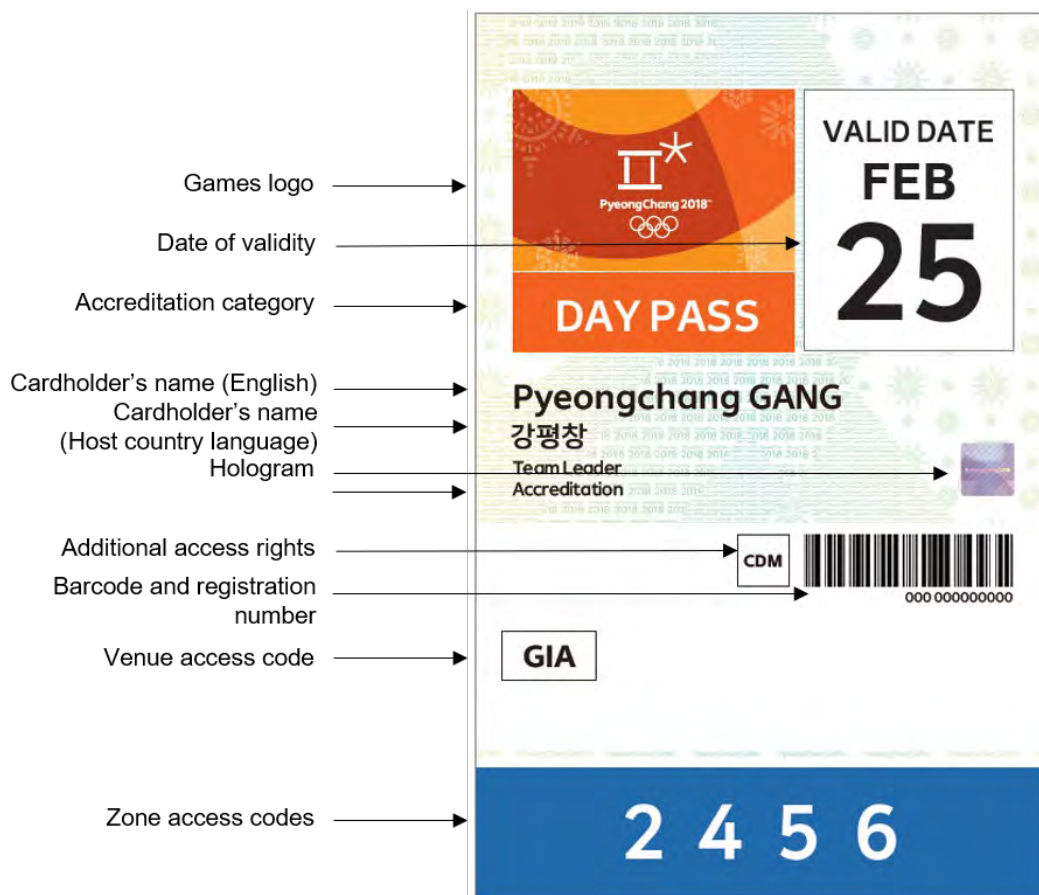 Games logo
Date of validity
Accreditation category
Cardholder's name (English)
Cardholder's name
(Host country language)
Hologram
Additional access rights
Barcode and registration
number
Venue access code
Zone access codes
PyeongChang 2018™
DAY PASS
VALID DATE
FEB
25
Pyeongchang GANG
강평창
Team Leader
Accreditation
CDM
000 000000000
GIA
2 4 5 6